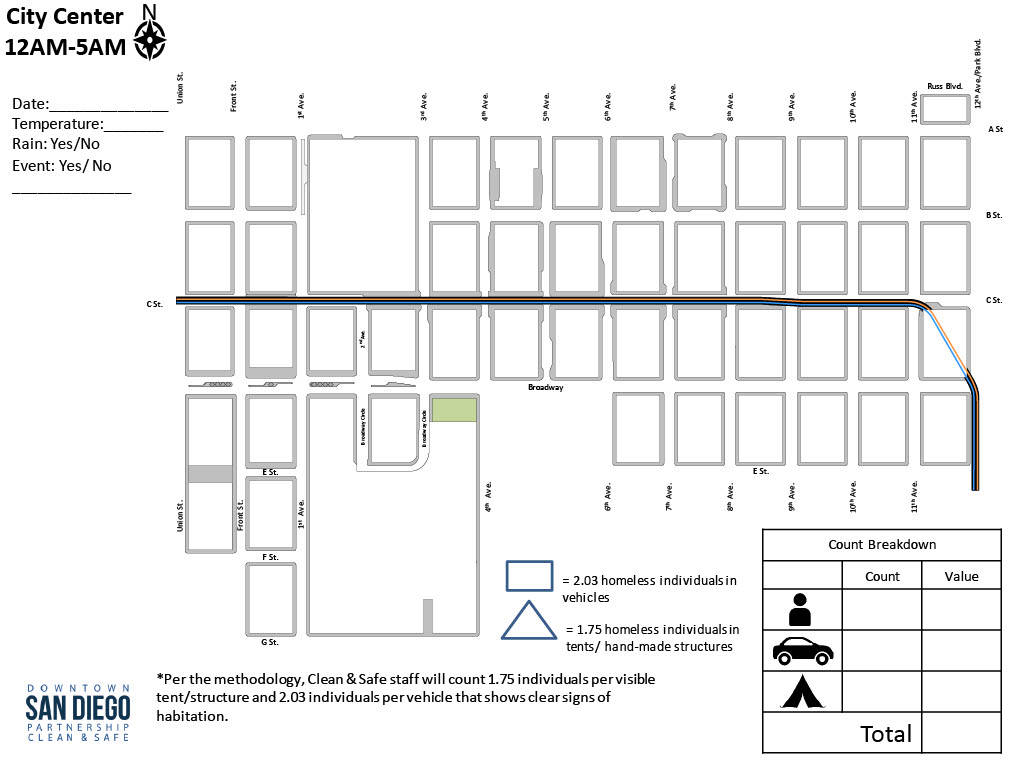 City Center
12AM-5AM
N
Date:______________
Temperature:_______
Rain: Yes/No
Event: Yes/ No
______________
Union St.
Front St.
1st Ave.
3rd Ave.
4th Ave.
5th Ave.
6th Ave.
7th Ave.
8th Ave.
9th Ave.
10th Ave.
11th Ave.
Russ Blvd.
12th Ave./Park Blvd.
A St
B St.
C St.
C St.
2nd Ave.
Broadway
Broadway Circle
Broadway Circle
E St.
E St.
Union St.
Front St.
1st Ave.
4th Ave.
6th Ave.
7th Ave.
8th Ave.
9th Ave.
10th Ave.
11th Ave.
F St.
G St.
= 2.03 homeless individuals in
vehicles
= 1.75 homeless individuals in
tents/ hand-made structures
Count Breakdown
Count Value
Total
*Per the methodology, Clean & Safe staff will count 1.75 individuals per visible
tent/structure and 2.03 individuals per vehicle that shows clear signs of
habitation.
DOWNTOWN
SAN DIEGO
PARTNERSHIP
CLEAN & SAFE